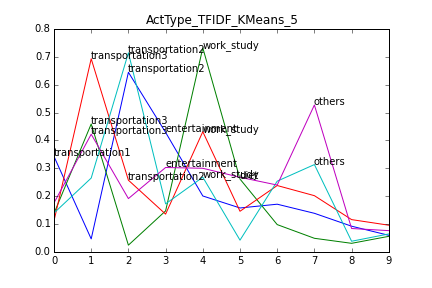 ActType_TFIDF_KMeans_5
0.8
0.7
0.6
0.5
0.4
0.3
0.2
0.1
0.0
transportation2
work_study
transportation3
transportation2
others
transportation3
transportation3
entertainment
work_study
transportation1
entertainment
others
transportation2
work_study
diet
0 1 2 3 4 5 6 7 8 9